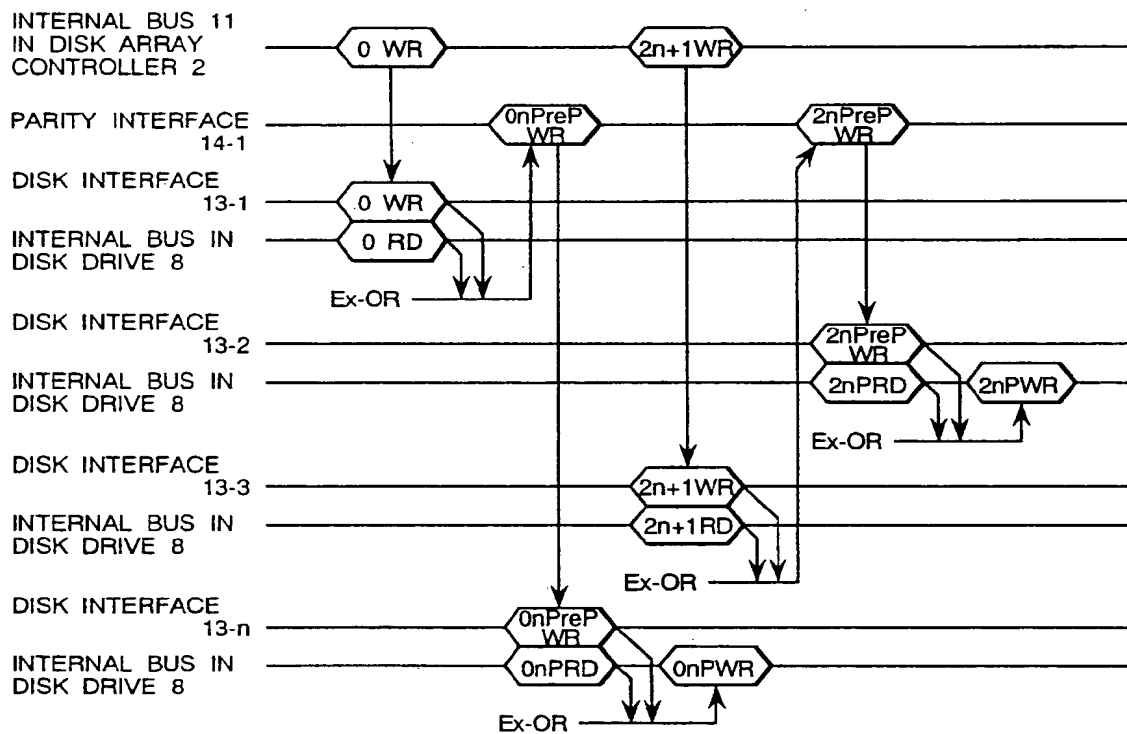 INTERNAL BUS 11
IN DISK ARRAY
CONTROLLER 2
0 WR
2n+1WR
PARITY INTERFACE
14-1
0nPreP
WR
2nPreP
WR
DISK INTERFACE
13-1
0 WR
INTERNAL BUS IN
DISK DRIVE 8
0 RD
Ex-OR
DISK INTERFACE
13-2
2nPreP
WR
INTERNAL BUS IN
DISK DRIVE 8
2nPRD
2nPWR
Ex-OR
DISK INTERFACE
13-3
2n+1WR
INTERNAL BUS IN
DISK DRIVE 8
2n+1RD
Ex-OR
DISK INTERFACE
13-n
0nPreP
WR
INTERNAL BUS IN
DISK DRIVE 8
0nPRD
0nPWR
Ex-OR